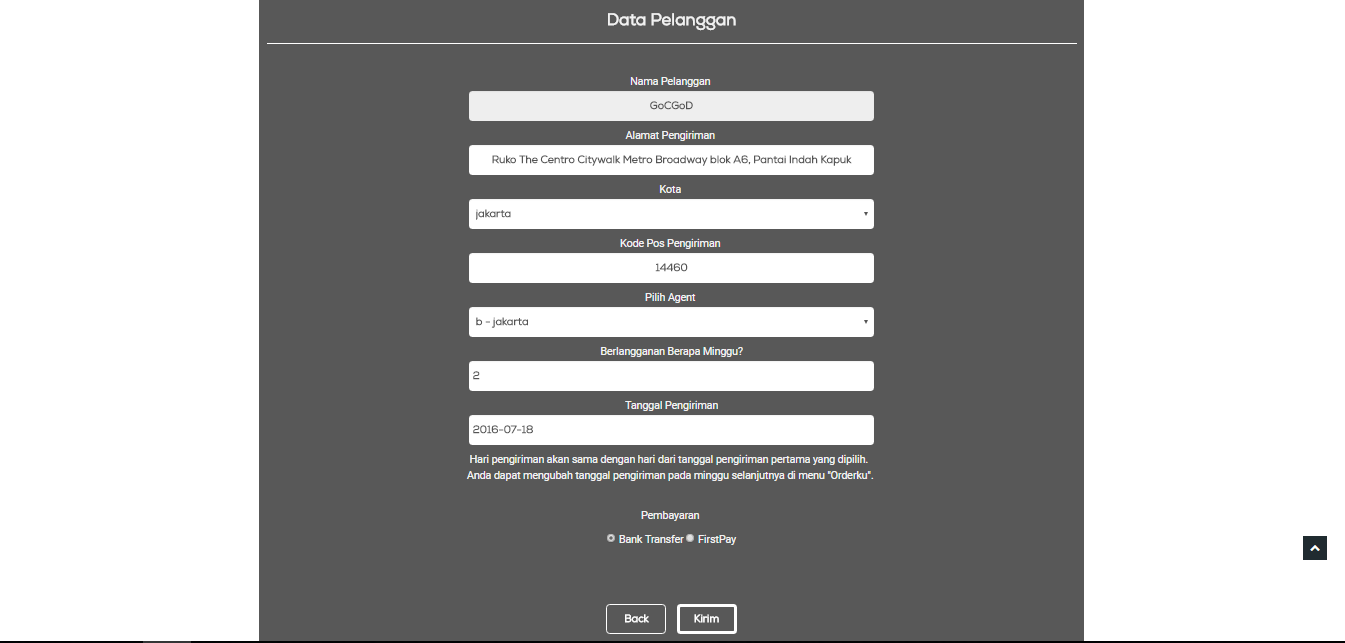 Data Pelanggan
Nama Pelanggan
GoCGoD
Alamat Pengiriman
Ruko The Centro Citywalk Metro Broadway blok A6, Pantai Indah Kapuk
Kota
jakarta
Kode Pos Pengiriman
14460
Pilih Agent
b - jakarta
Berlangganan Berapa Minggu?
2
Tanggal Pengiriman
2016-07-18
Hari pengiriman akan sama dengan hari dari tanggal pengiriman pertama yang dipilih.
Anda dapat mengubah tanggal pengiriman pada minggu selanjutnya di menu "Orderku".
Pembayaran
Bank Transfer FirstPay
Back Kirim